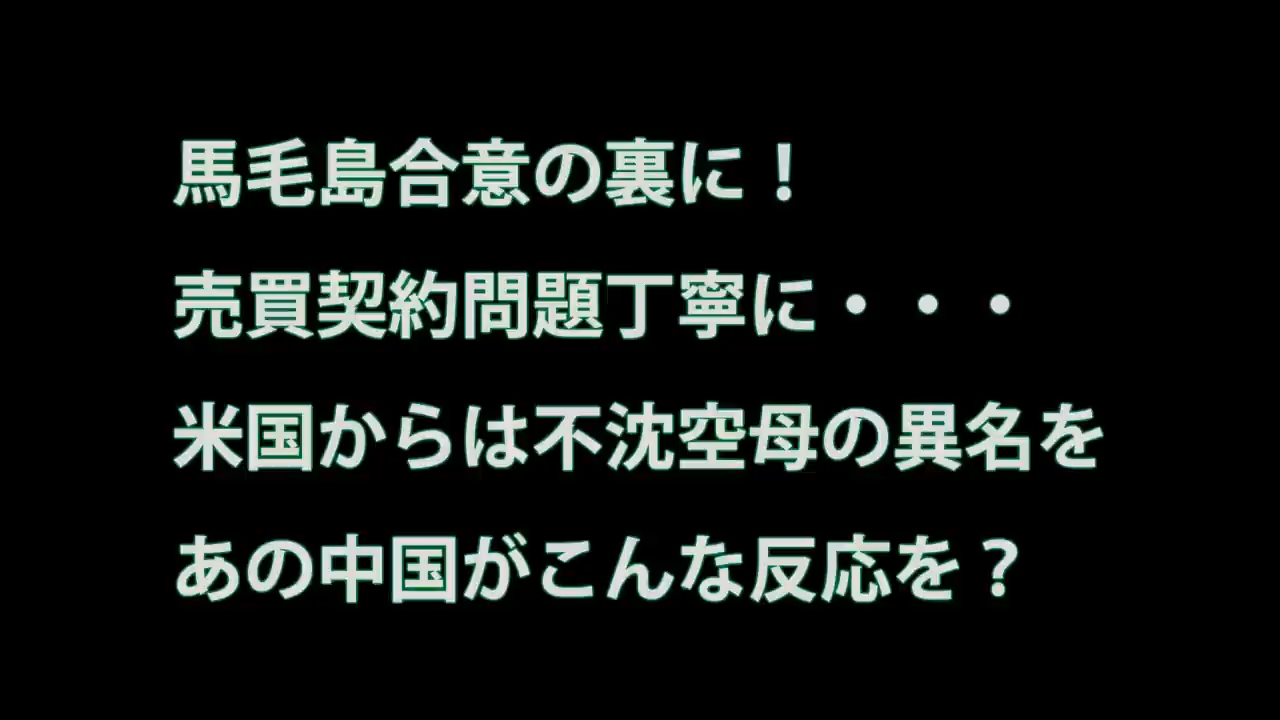 馬毛島合意の裏に！
売買契約問題丁寧に・・・
米国からは不沈空母の異名を
あの中国がこんな反応を？